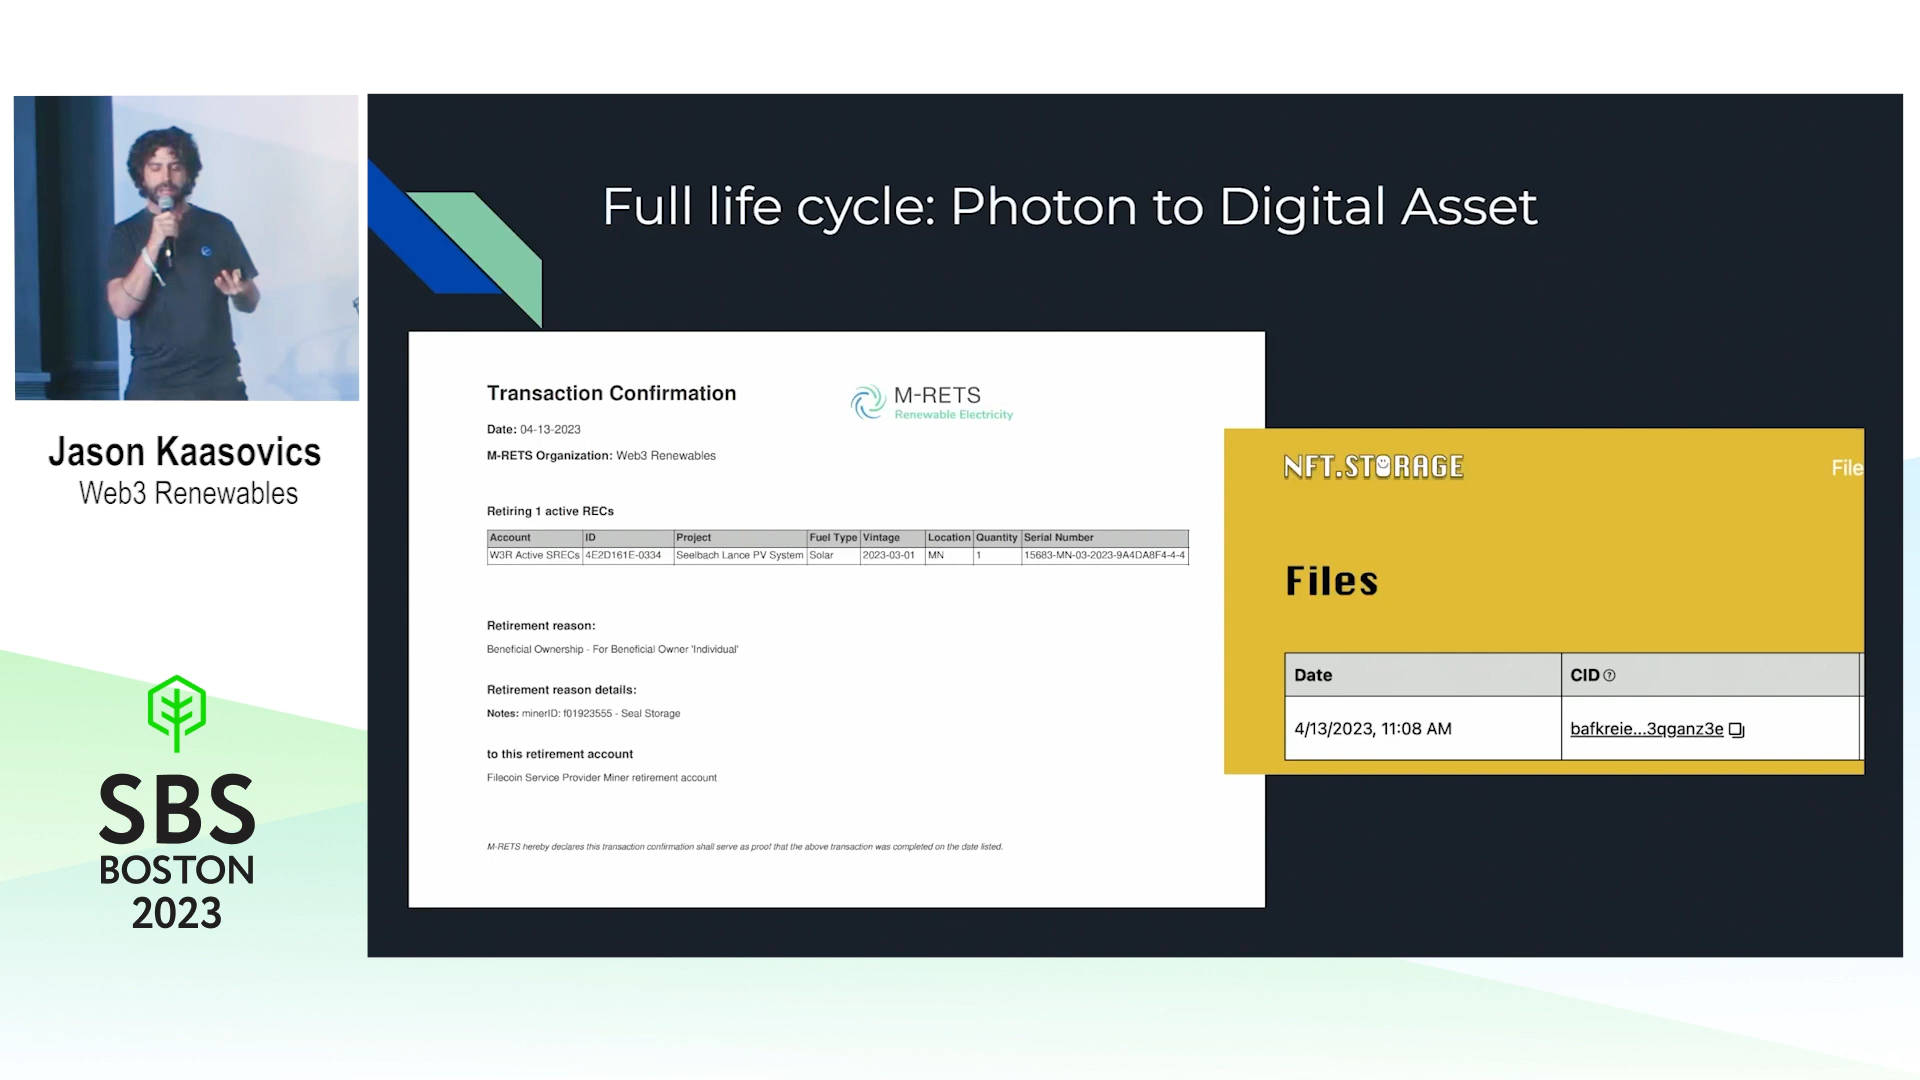 Full life cycle: Photon to Digital Asset
Transaction Confirmation
M-RETS
Renewable Electricity
Date: 04-13-2023
M-RETS Organization: Web3 Renewables
Retiring 1 active RECs
Account ID Project Fuel Type Vintage Location Quantity Serial Number
W3R Active SRECs 4E2D161E-0334 Seelbach Lance PV System Solar 2023-03-01 MN 1 15683-MN-03-2023-9A4DA8F4-4-4
Retirement reason:
Beneficial Ownership - For Beneficial Owner 'Individual'
Retirement reason details:
Notes: minerID: f01923555 - Seal Storage
to this retirement account
Filecoin Service Provider Miner retirement account
M-RETS hereby declares this transaction confirmation shall serve as proof that the above transaction was completed on the date listed.
NFT.STORAGE
File
Files
Date CID
4/13/2023, 11:08 AM bafkreie...3qganz3e
Jason Kaasovics
Web3 Renewables
SBS
BOSTON
2023